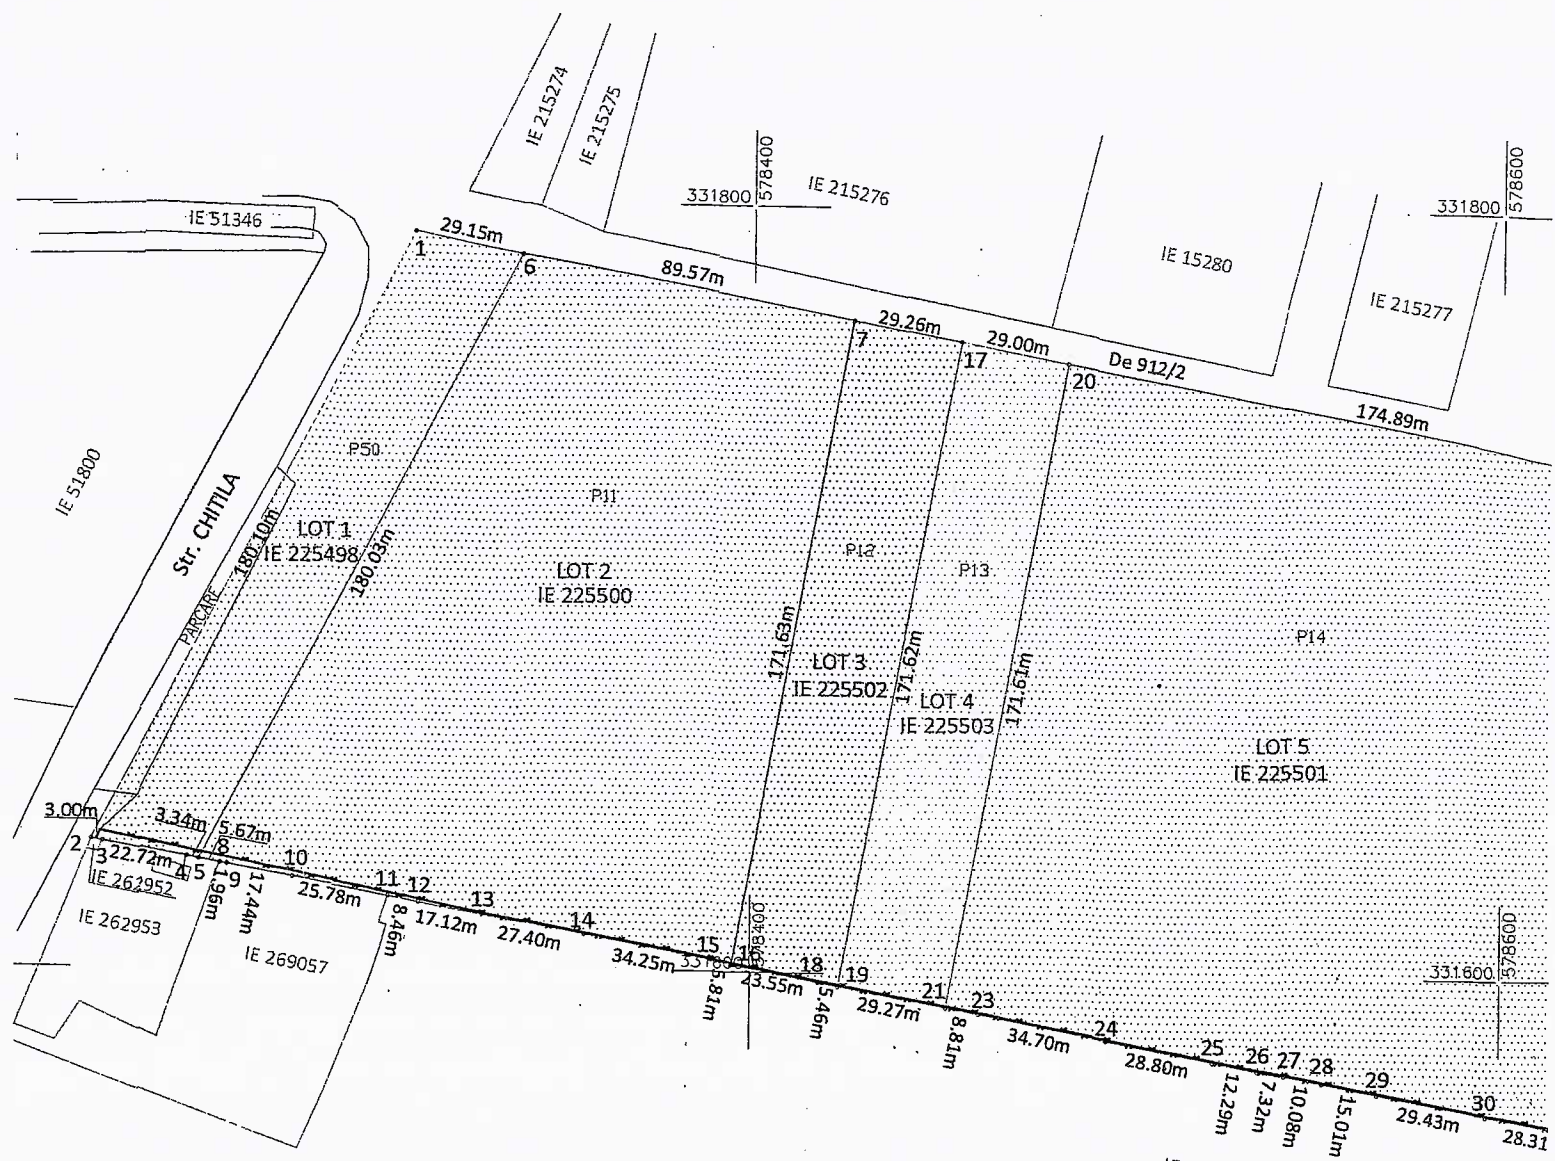 IE 215274
IE 215275
331800
578400
IE 215276
331800
578600
IE 51346
29.15m
1
6
89.57m
IE 15280
IE 215277
29.26m
7
29.00m
17
De 912/2
20
174.89m
P50
IE 51800
Str. CHITILA
180.10m
LOT 1
IE 225498
180.03m
P11
LOT 2
IE 225500
P12
P13
PARCARE
171.63m
LOT 3
IE 225502
171.62m
LOT 4
IE 225503
171.61m
P14
LOT 5
IE 225501
3.00m
3.34m
5.67m
2
3
22.72m
4
5
8
9
10
1.96m
17.44m
IE 262952
IE 262953
25.78m
11
12
8.46m
13
17.12m
14
27.40m
IE 269057
34.25m
15
16
5.81m
23.55m
18
19
5.46m
29.27m
21
23
8.81m
331600
578600
34.70m
24
28.80m
25
26
27
28
29
30
12.29m
7.32m
10.08m
15.01m
29.43m
28.31